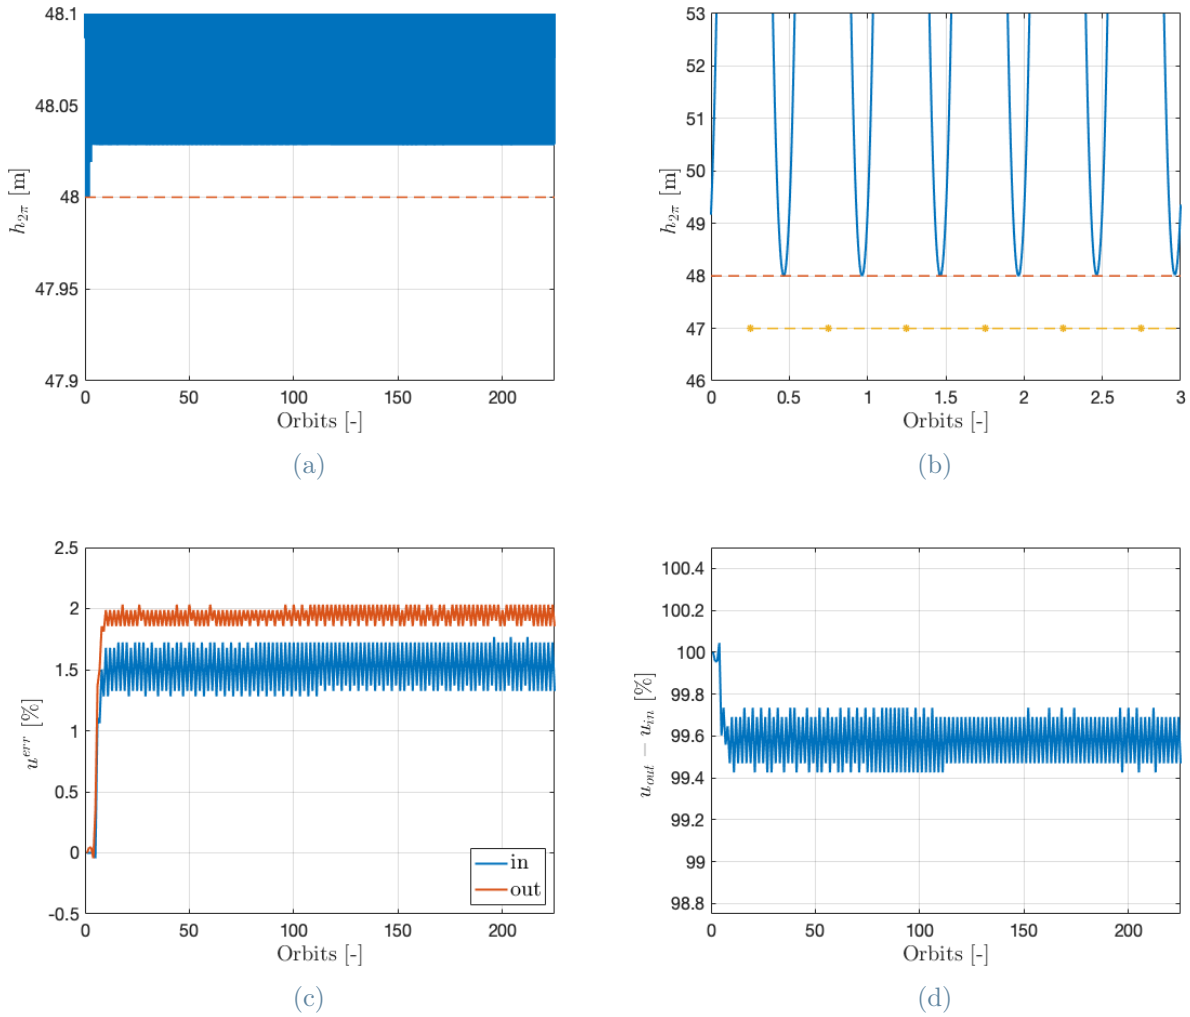 48.1
48.05
48
47.95
47.9
h_{2π} [m]
0 50 100 150 200
Orbits [-]
(a)
53
52
51
50
49
48
47
46
h_{2π} [m]
0 0.5 1 1.5 2 2.5 3
Orbits [-]
(b)
2.5
2
1.5
1
0.5
0
-0.5
u^{err} [%]
in
out
0 50 100 150 200
Orbits [-]
(c)
100.4
100.2
100
99.8
99.6
99.4
99.2
99
98.8
u_{out} − u_{in} [%]
0 50 100 150 200
Orbits [-]
(d)